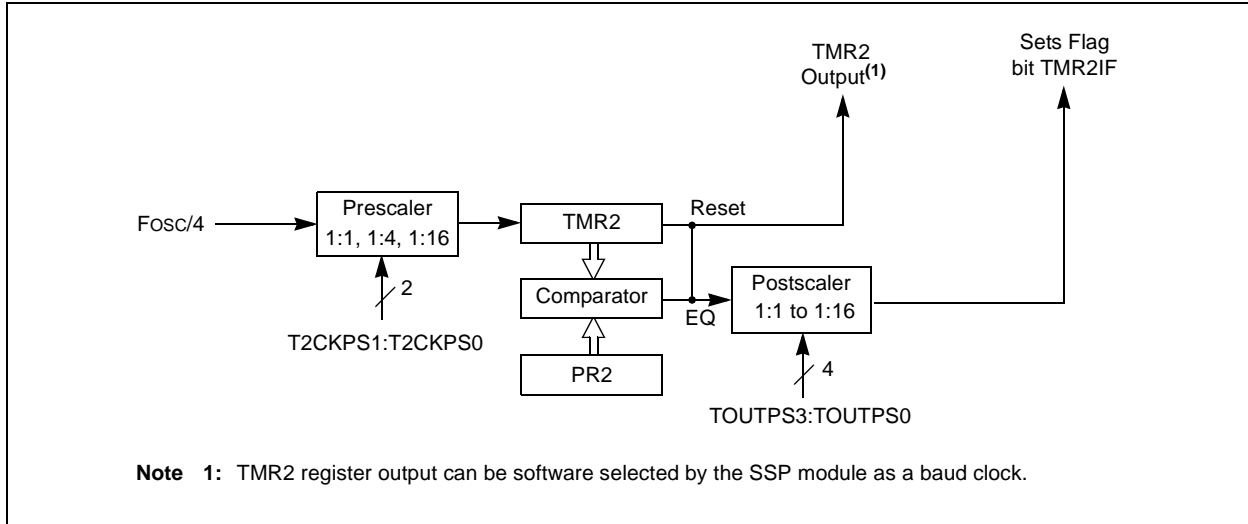 TMR2
Output(1)
Sets Flag
bit TMR2IF
Fosc/4
Prescaler
1:1, 1:4, 1:16
2
T2CKPS1:T2CKPS0
TMR2
Reset
Comparator
EQ
PR2
Postscaler
1:1 to 1:16
4
TOUTPS3:TOUTPS0
Note 1: TMR2 register output can be software selected by the SSP module as a baud clock.